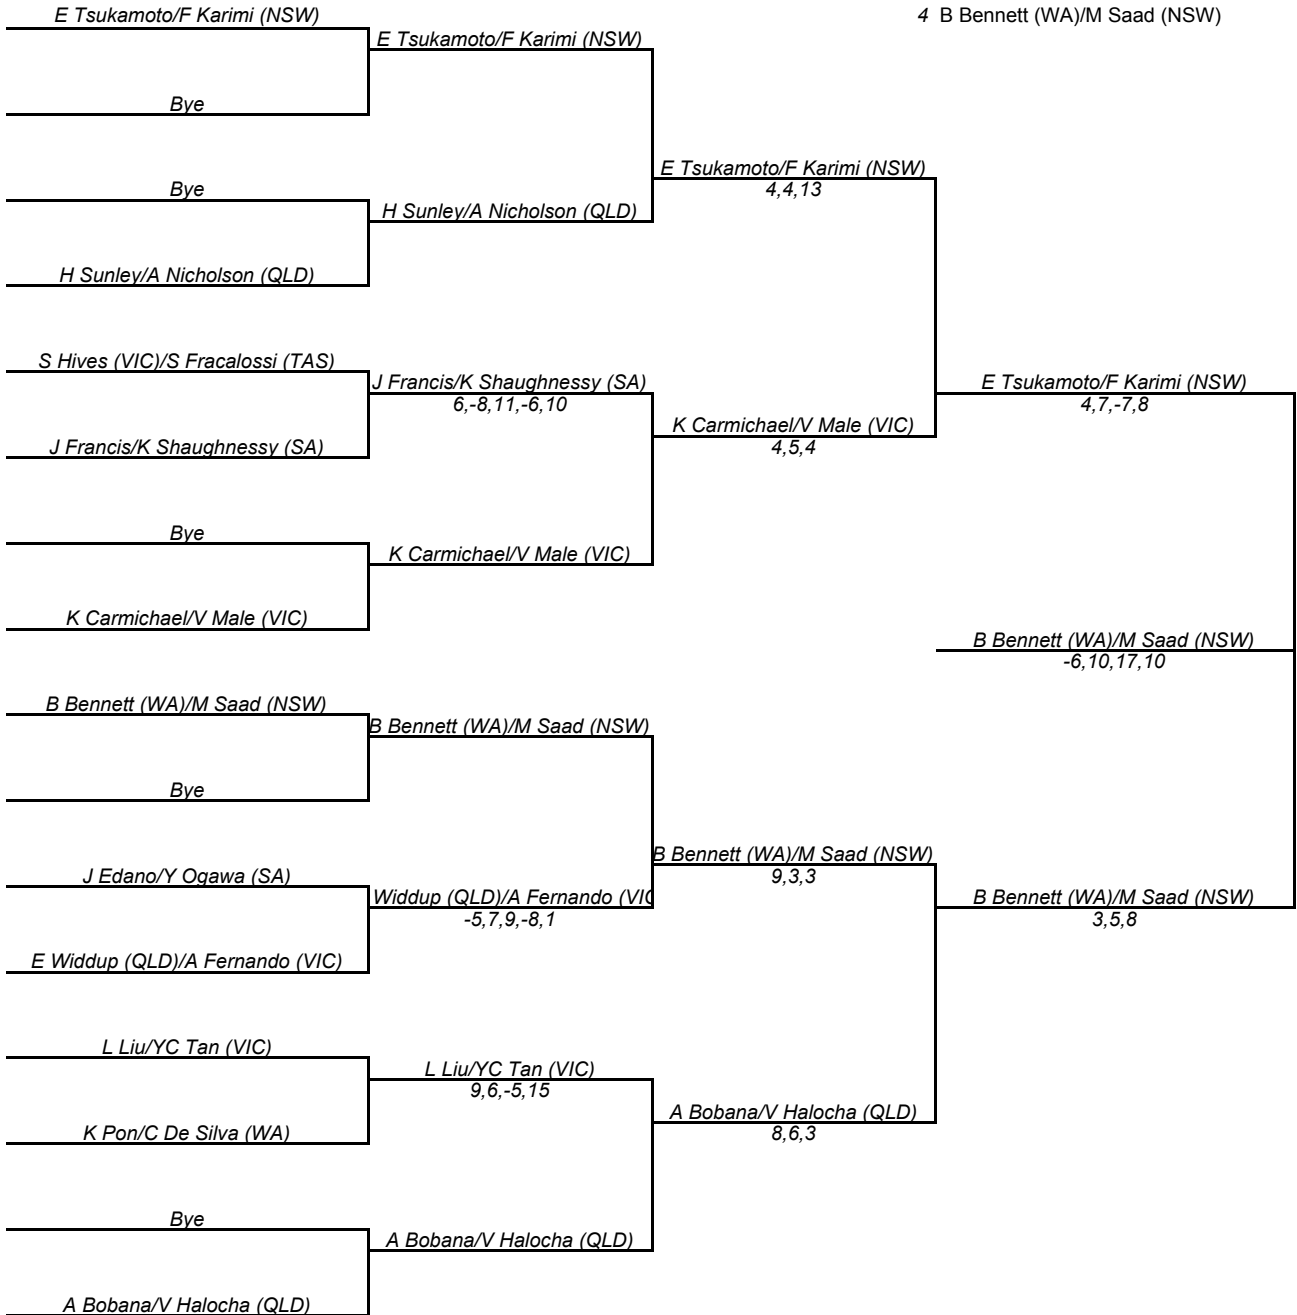 E Tsukamoto/F Karimi (NSW)
4 B Bennett (WA)/M Saad (NSW)
E Tsukamoto/F Karimi (NSW)
Bye
E Tsukamoto/F Karimi (NSW)
4,4,13
Bye
H Sunley/A Nicholson (QLD)
H Sunley/A Nicholson (QLD)
S Hives (VIC)/S Fracalossi (TAS)
J Francis/K Shaughnessy (SA)
6,-8,11,-6,10
E Tsukamoto/F Karimi (NSW)
4,7,-7,8
K Carmichael/V Male (VIC)
4,5,4
J Francis/K Shaughnessy (SA)
Bye
K Carmichael/V Male (VIC)
K Carmichael/V Male (VIC)
B Bennett (WA)/M Saad (NSW)
-6,10,17,10
B Bennett (WA)/M Saad (NSW)
B Bennett (WA)/M Saad (NSW)
Bye
B Bennett (WA)/M Saad (NSW)
9,3,3
J Edano/Y Ogawa (SA)
Widdup (QLD)/A Fernando (VIC
-5,7,9,-8,1
B Bennett (WA)/M Saad (NSW)
3,5,8
E Widdup (QLD)/A Fernando (VIC)
L Liu/YC Tan (VIC)
L Liu/YC Tan (VIC)
9,6,-5,15
A Bobana/V Halocha (QLD)
8,6,3
K Pon/C De Silva (WA)
Bye
A Bobana/V Halocha (QLD)
A Bobana/V Halocha (QLD)